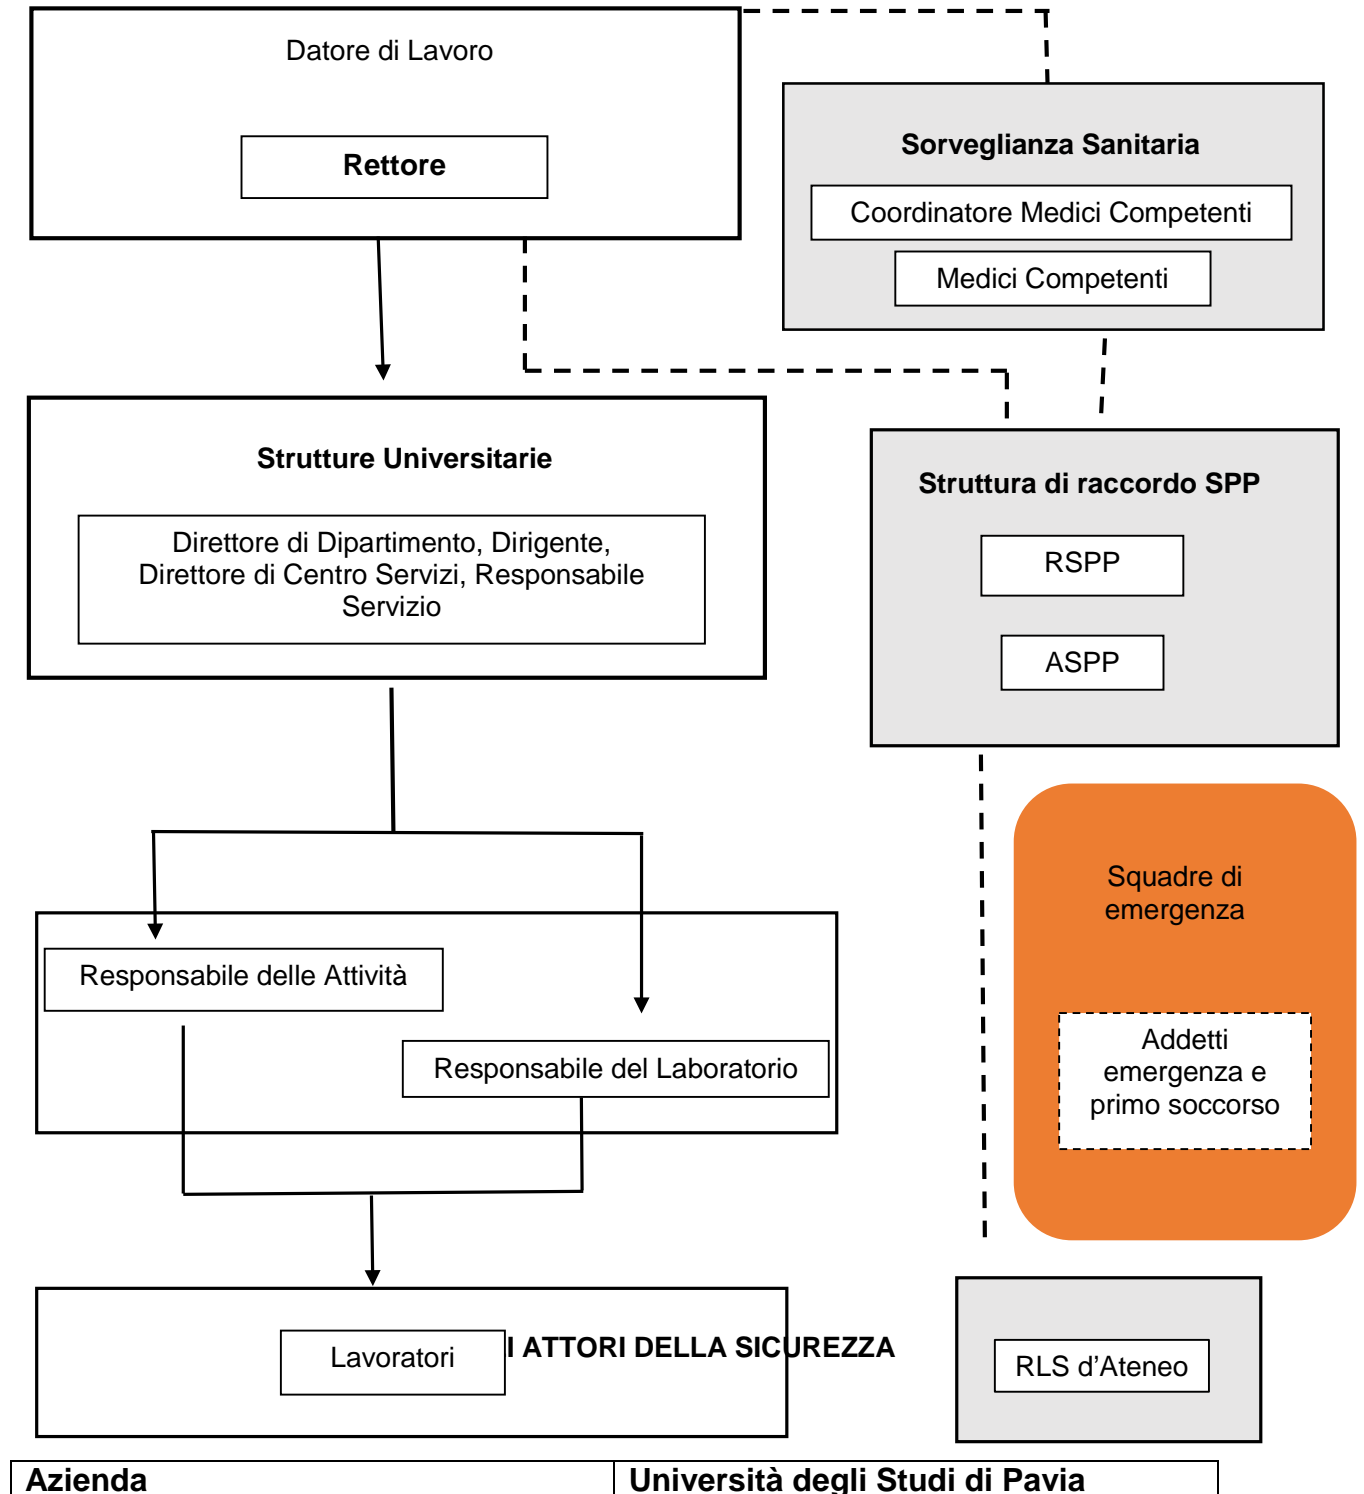 Datore di Lavoro
Rettore
Sorveglianza Sanitaria
Coordinatore Medici Competenti
Medici Competenti
Strutture Universitarie
Direttore di Dipartimento, Dirigente,
Direttore di Centro Servizi, Responsabile
Servizio
Struttura di raccordo SPP
RSPP
ASPP
Squadre di
emergenza
Addetti
emergenza e
primo soccorso
Responsabile delle Attività
Responsabile del Laboratorio
Lavoratori
I ATTORI DELLA SICUREZZA
RLS d’Ateneo
Azienda
Università degli Studi di Pavia